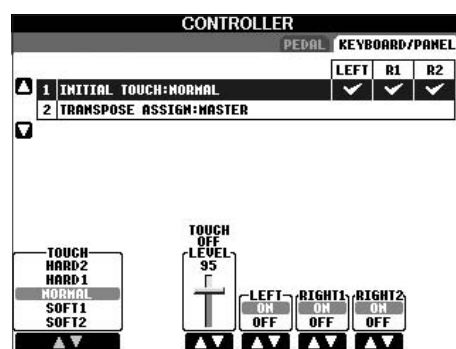 CONTROLLER
PEDAL KEYBOARD/PANEL
LEFT R1 R2
1 INITIAL TOUCH:NORMAL
2 TRANSPOSE ASSIGN:MASTER
TOUCH
HARD2
HARD1
NORMAL
SOFT1
SOFT2
TOUCH
OFF
LEVEL
95
LEFT RIGHT1 RIGHT2
ON ON ON
OFF OFF OFF